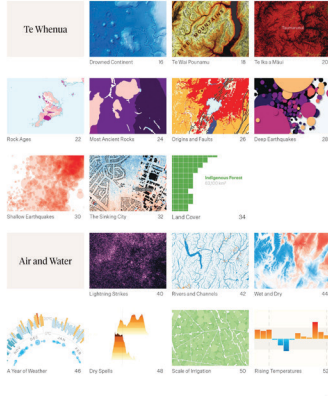 Te Whenua
Drowned Continent 16
Te Wai Pounamu 18
Te Ika a Māui 20
Rock Ages 22
Most Ancient Rocks 24
Origins and Faults 26
Deep Earthquakes 28
Indigenous Forest
Shallow Earthquakes 30
The Sinking City 32
Land Cover 34
Air and Water
Lightning Strikes 40
Rivers and Channels 42
Wet and Dry 44
A Year of Weather 46
Dry Spells 48
Scale of Irrigation 50
Rising Temperatures 52